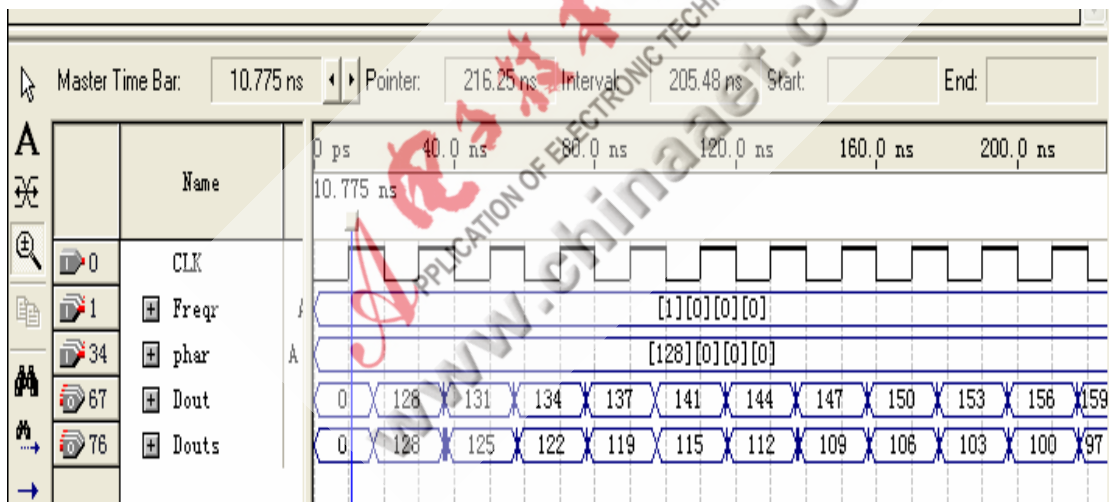 Master Time Bar: 10.775 ns Pointer: 216.25 ns Interval: 205.48 ns Start: End:
Name
0 ps 40.0 ns 80.0 ns 120.0 ns 160.0 ns 200.0 ns
10.775 ns
0 CLK
1 Freqr A [1][0][0][0]
34 phar A [128][0][0][0]
67 Dout 0 128 131 134 137 141 144 147 150 153 156 159
76 Douts 0 128 125 122 119 115 112 109 106 103 100 97
A
APPLICATION OF ELECTRONIC TECHN
www.chinaaet.co